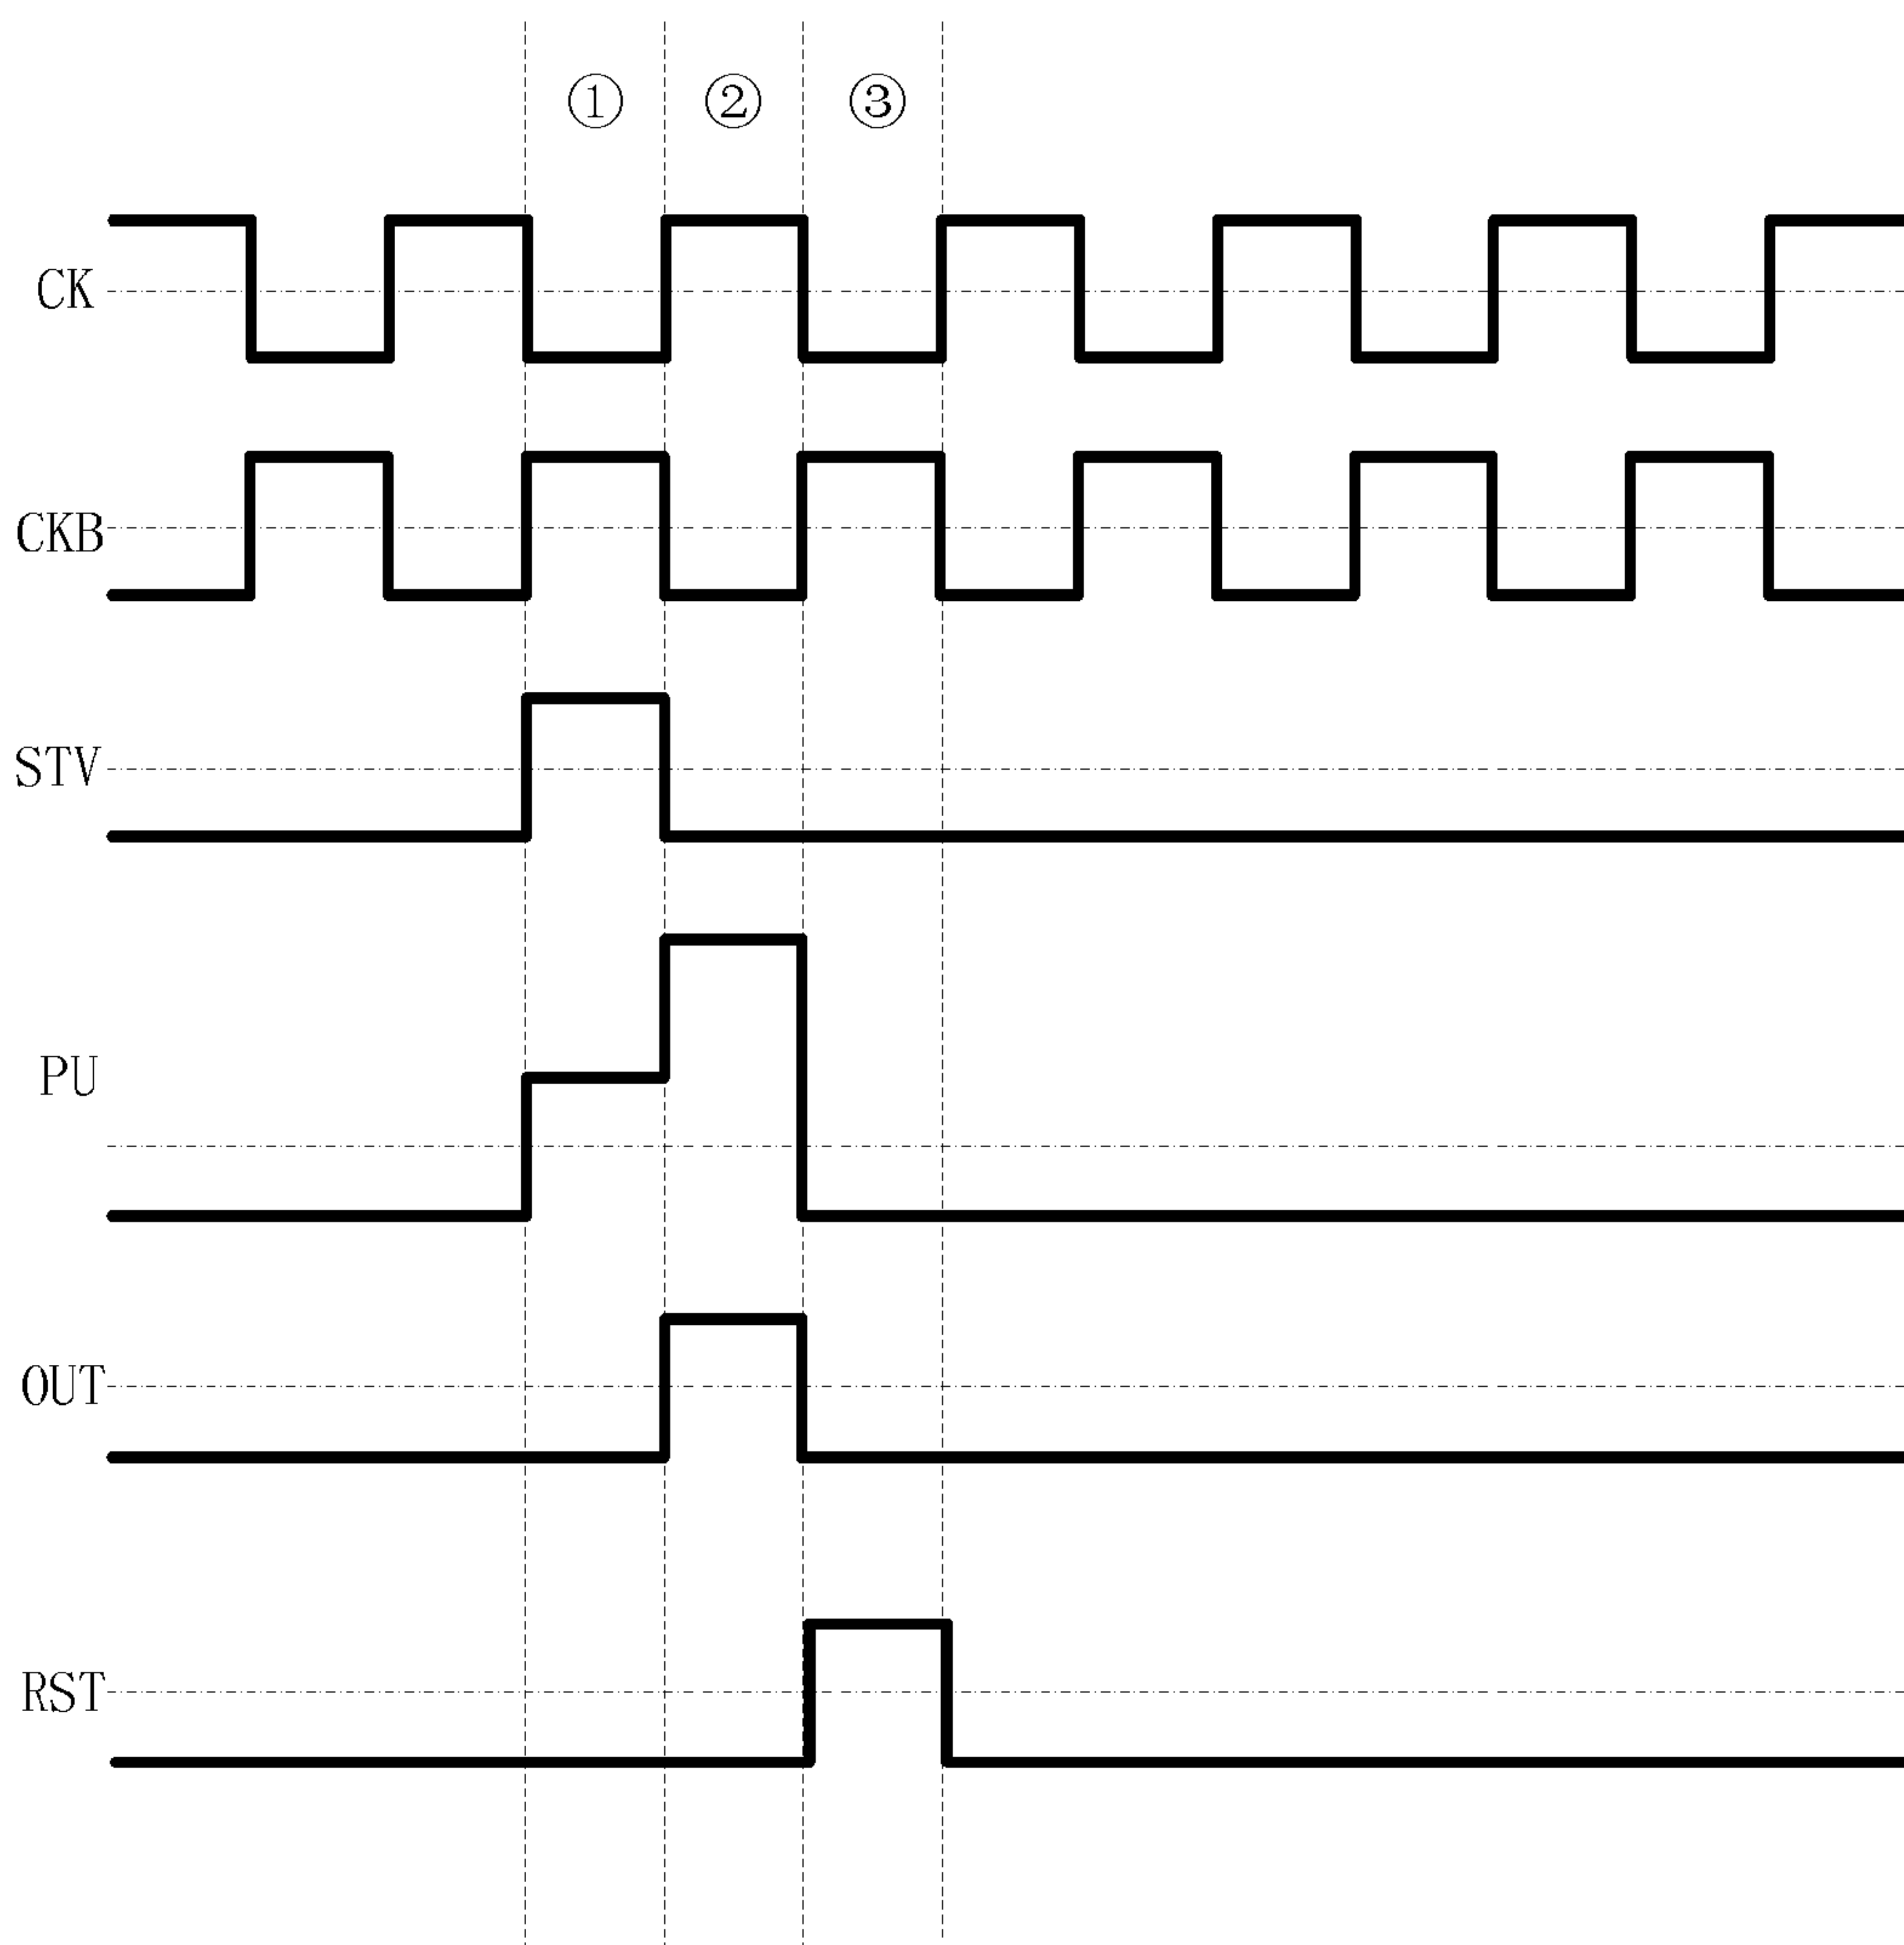 ① ② ③
CK
CKB
STV
PU
OUT
RST